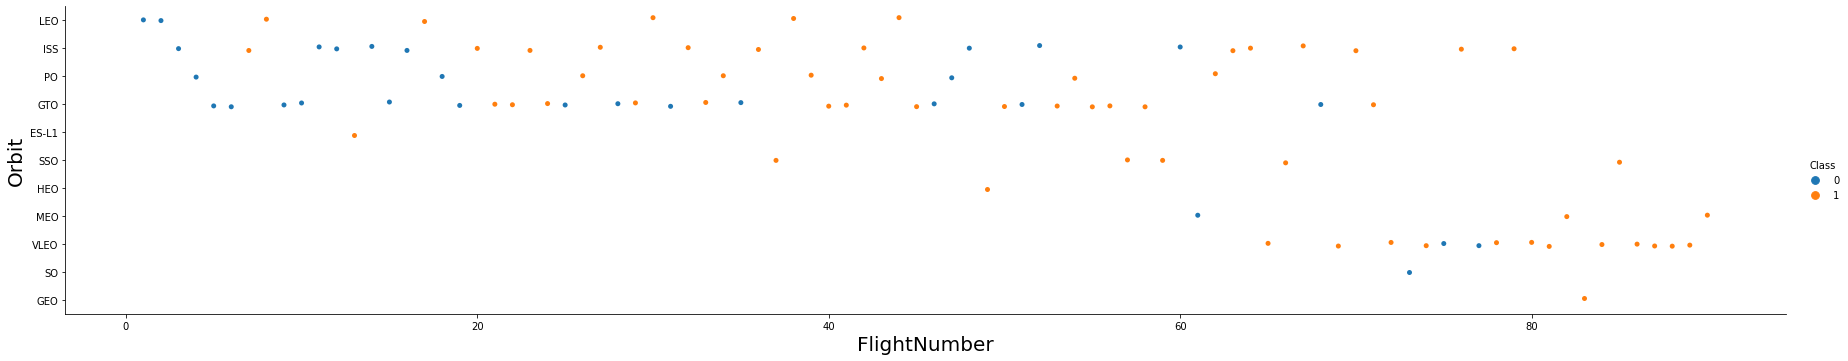 LEO
ISS
PO
GTO
ES-L1
SSO
HEO
MEO
VLEO
SO
GEO
Orbit
0 20 40 60 80
FlightNumber
Class
0
1